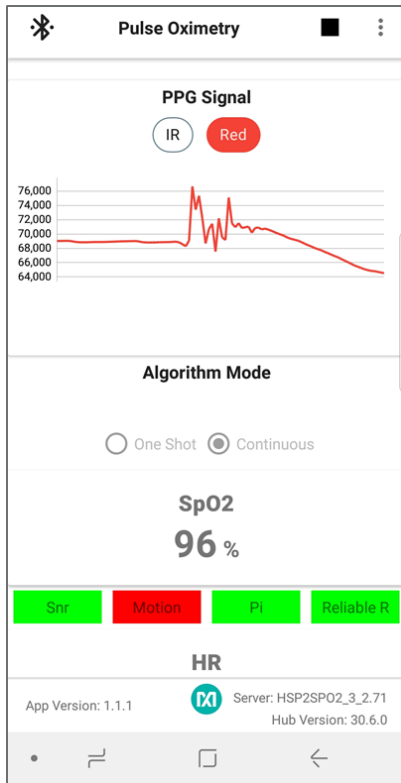 Pulse Oximetry
PPG Signal
IR Red
76,000
74,000
72,000
70,000
68,000
66,000
64,000
Algorithm Mode
One Shot Continuous
SpO2
96 %
Snr Motion Pi Reliable R
HR
App Version: 1.1.1
Server: HSP2SPO2_3_2.71
Hub Version: 30.6.0